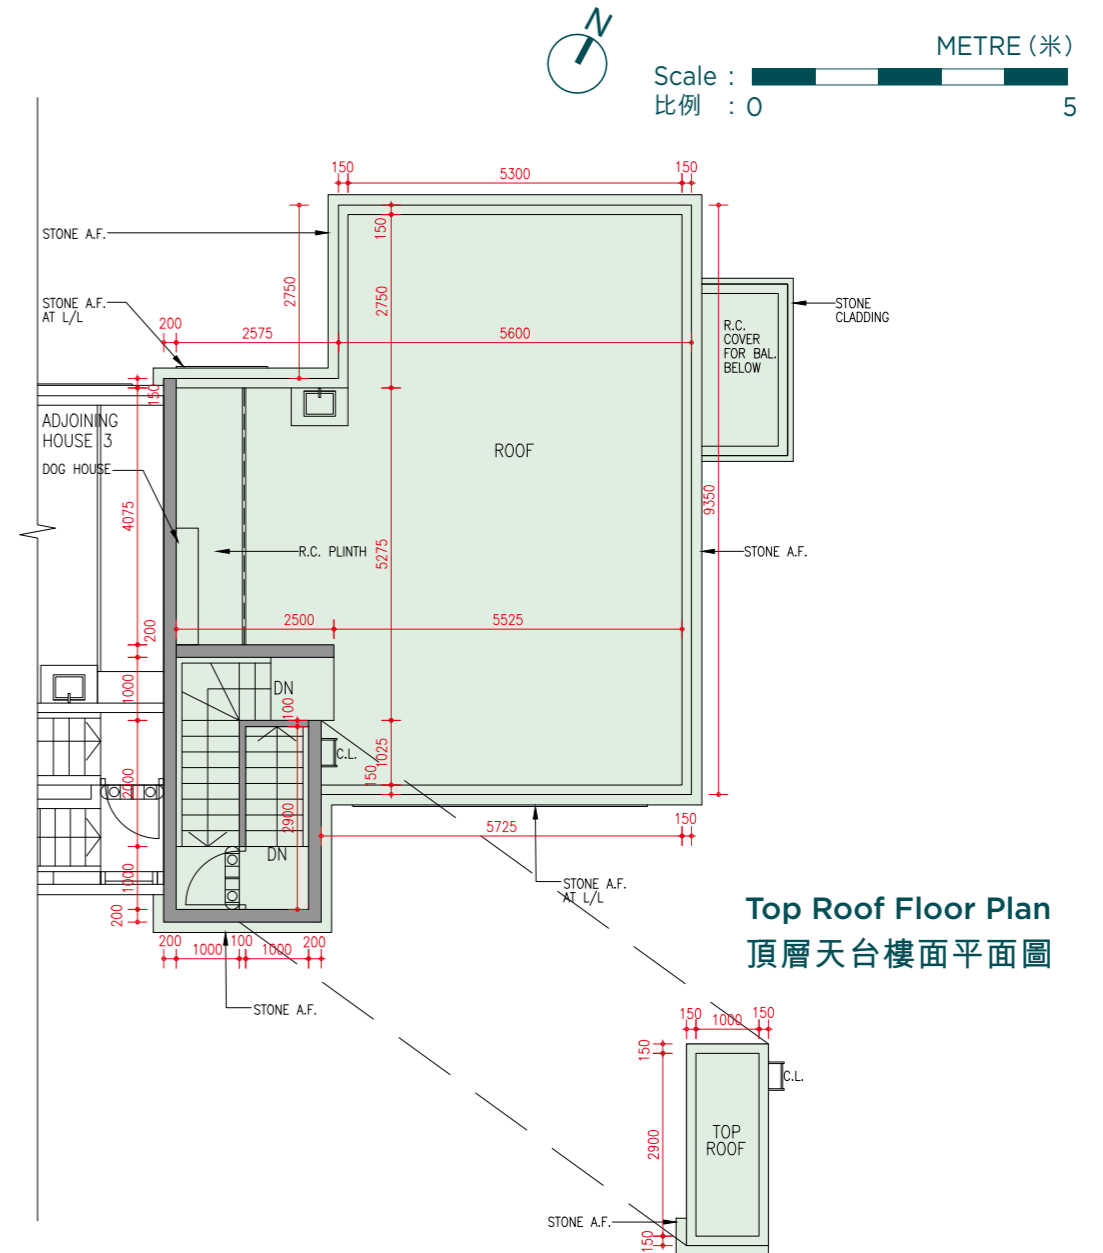 N
METRE（米）
Scale :
比例 : 0 5
150 5300 150
STONE A.F.
150
2750
2750
STONE A.F.
AT L/L
200 2575 5600
STONE
CLADDING
R.C.
COVER
FOR BAL.
BELOW
150
ADJOINING
HOUSE 3
ROOF
DOG HOUSE
4075
9350
R.C. PLINTH
5275
STONE A.F.
200
2500 5525
1000
DN
100
C.L.
1025
150
2000
2900
5725 150
DN
1000
STONE A.F.
AT L/L
200
200 1000 100 1000 200
STONE A.F.
Top Roof Floor Plan
頂層天台樓面平面圖
150 1000 150
150
C.L.
TOP
ROOF
2900
STONE A.F.
150